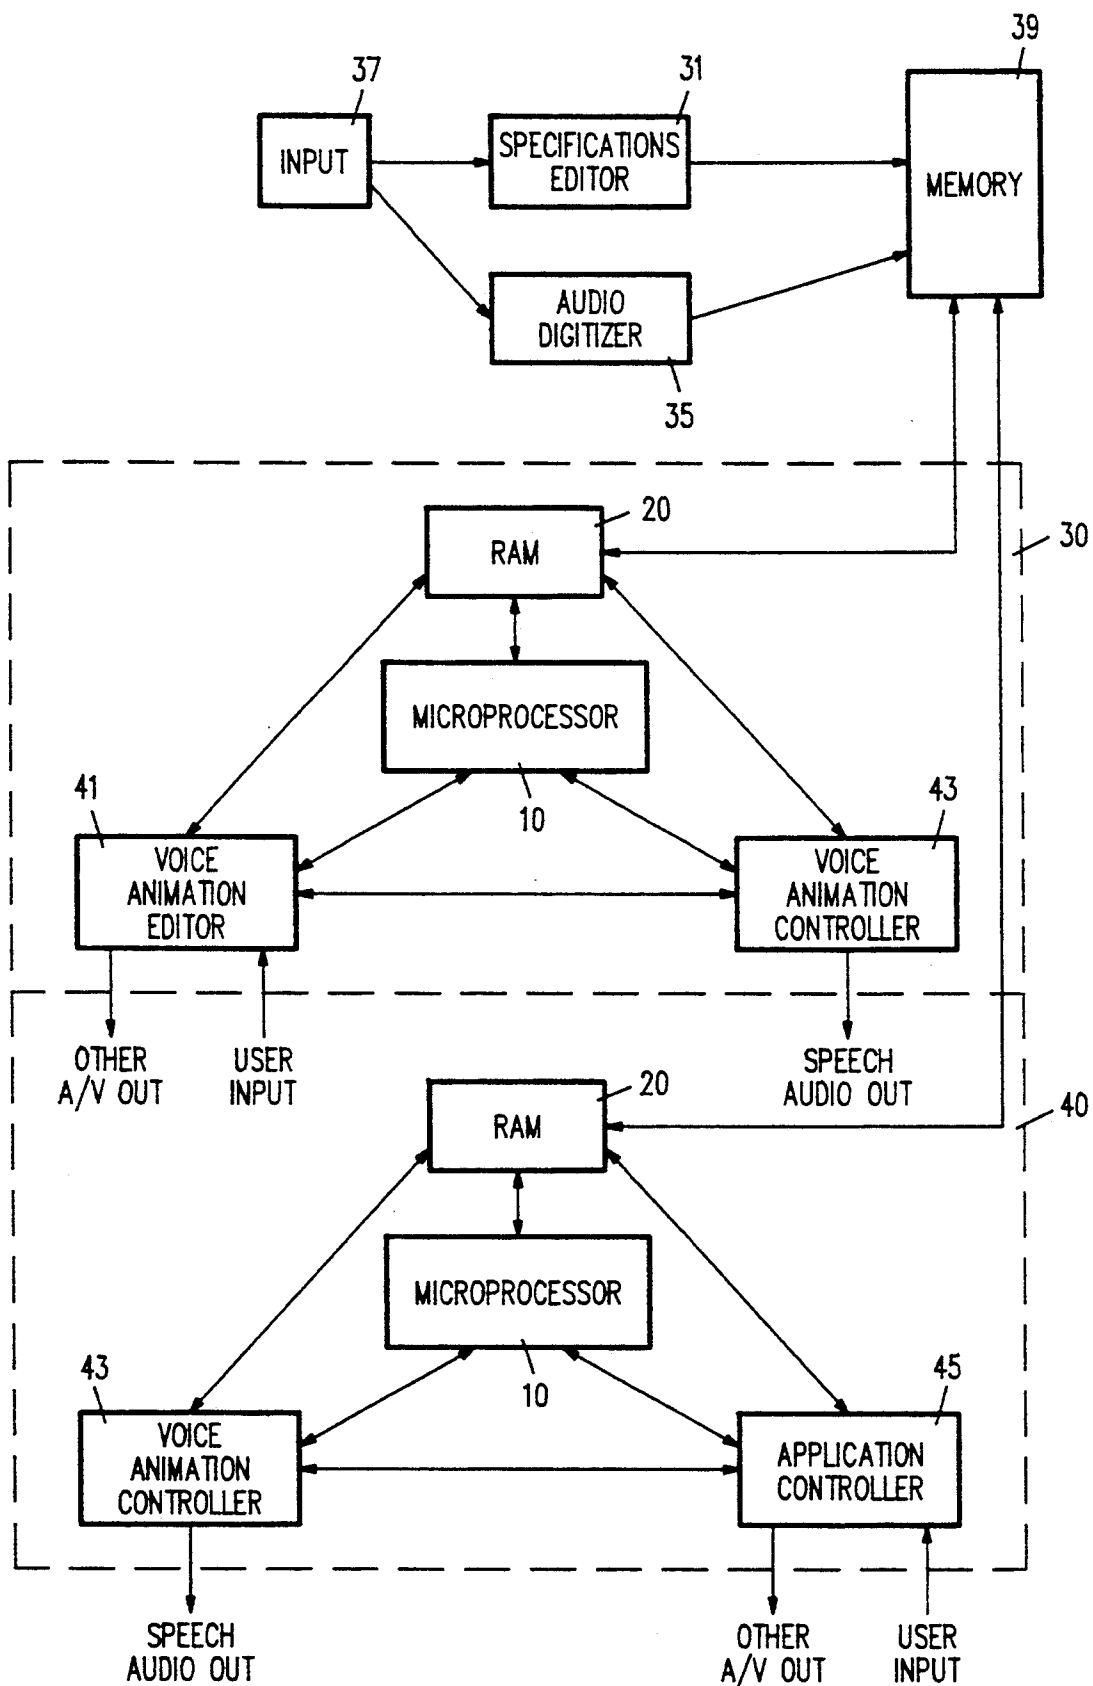 39
37
31
INPUT
SPECIFICATIONS
EDITOR
MEMORY
AUDIO
DIGITIZER
35
20
RAM
30
MICROPROCESSOR
41
10
43
VOICE
ANIMATION
EDITOR
VOICE
ANIMATION
CONTROLLER
OTHER
A/V OUT
USER
INPUT
SPEECH
AUDIO OUT
20
RAM
40
MICROPROCESSOR
43
10
45
VOICE
ANIMATION
CONTROLLER
APPLICATION
CONTROLLER
SPEECH
AUDIO OUT
OTHER
A/V OUT
USER
INPUT